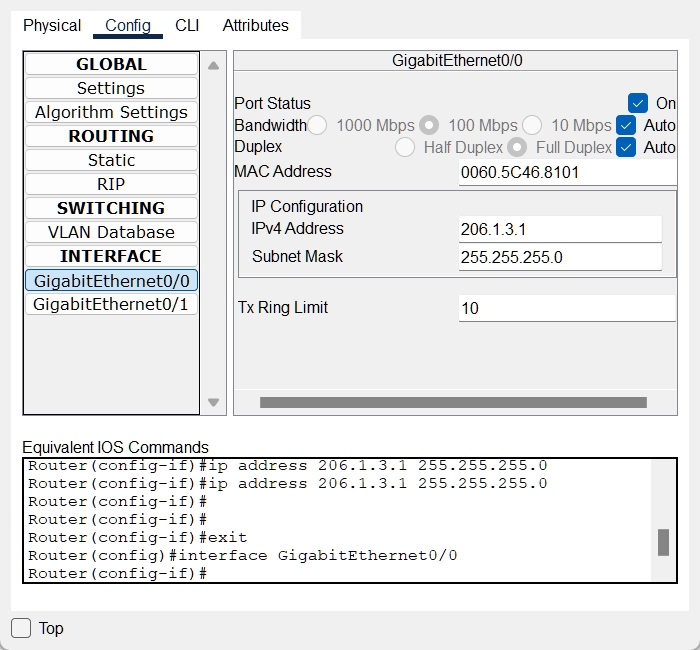 Physical Config CLI Attributes
GLOBAL
Settings
Algorithm Settings
ROUTING
Static
RIP
SWITCHING
VLAN Database
INTERFACE
GigabitEthernet0/0
GigabitEthernet0/1
GigabitEthernet0/0
Port Status On
Bandwidth 1000 Mbps 100 Mbps 10 Mbps Auto
Duplex Half Duplex Full Duplex Auto
MAC Address 0060.5C46.8101
IP Configuration
IPv4 Address 206.1.3.1
Subnet Mask 255.255.255.0
Tx Ring Limit 10
Equivalent IOS Commands
Router(config-if)#ip address 206.1.3.1 255.255.255.0
Router(config-if)#ip address 206.1.3.1 255.255.255.0
Router(config-if)#
Router(config-if)#
Router(config-if)#exit
Router(config)#interface GigabitEthernet0/0
Router(config-if)#
Top